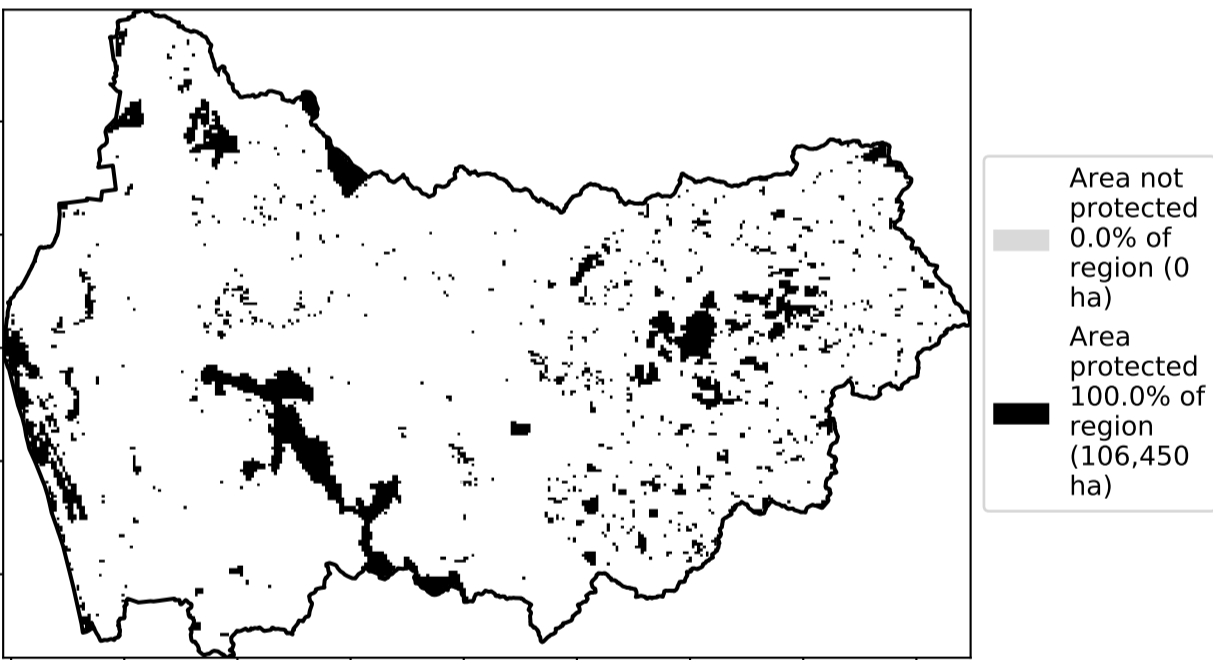 Area not
protected
0.0% of
region (0
ha)
Area
protected
100.0% of
region
(106,450
ha)